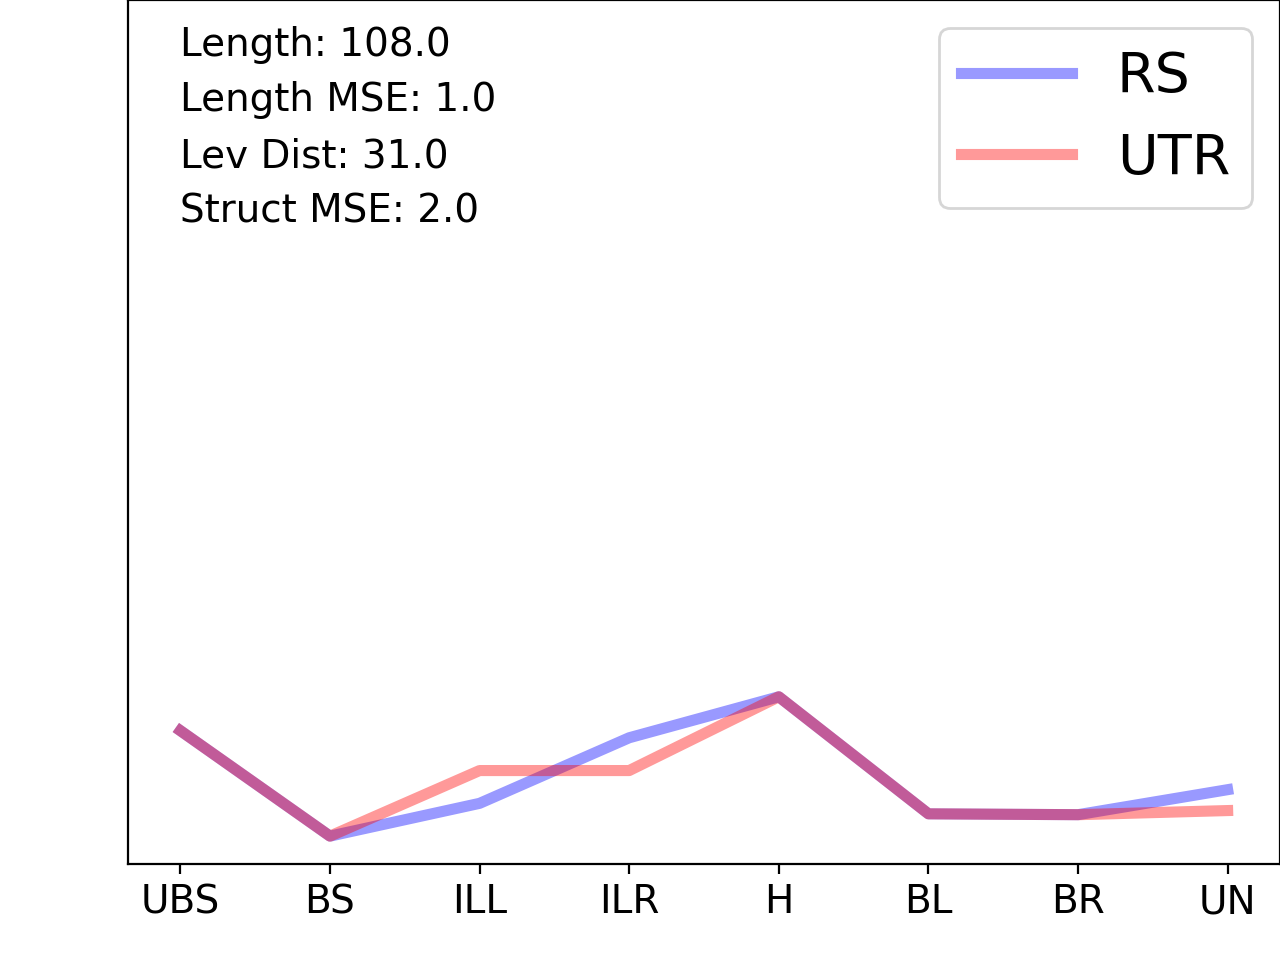 Length: 108.0
Length MSE: 1.0
Lev Dist: 31.0
Struct MSE: 2.0
RS
UTR
UBS BS ILL ILR H BL BR UN